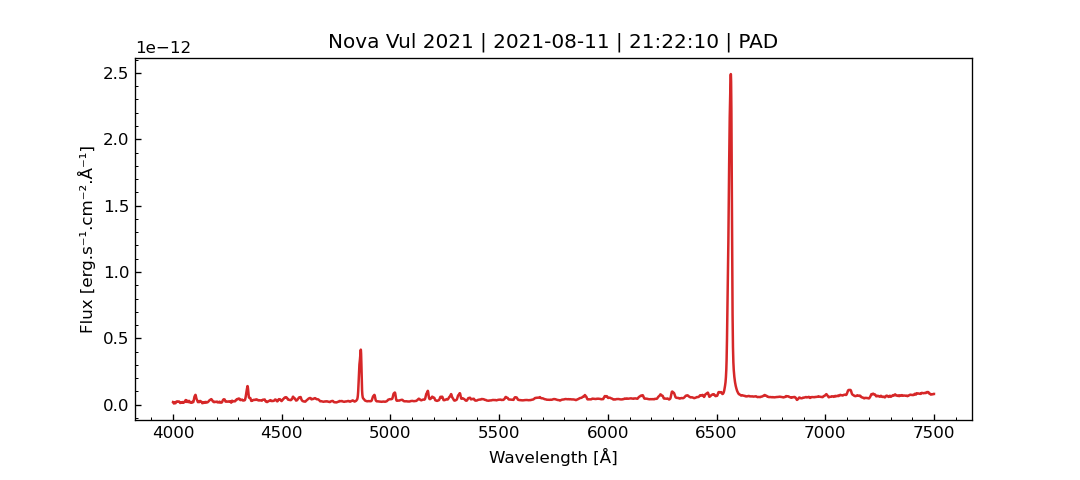 Nova Vul 2021 | 2021-08-11 | 21:22:10 | PAD
1e−12
2.5
2.0
1.5
1.0
0.5
0.0
Flux [erg.s⁻¹.cm⁻².Å⁻¹]
4000 4500 5000 5500 6000 6500 7000 7500
Wavelength [Å]